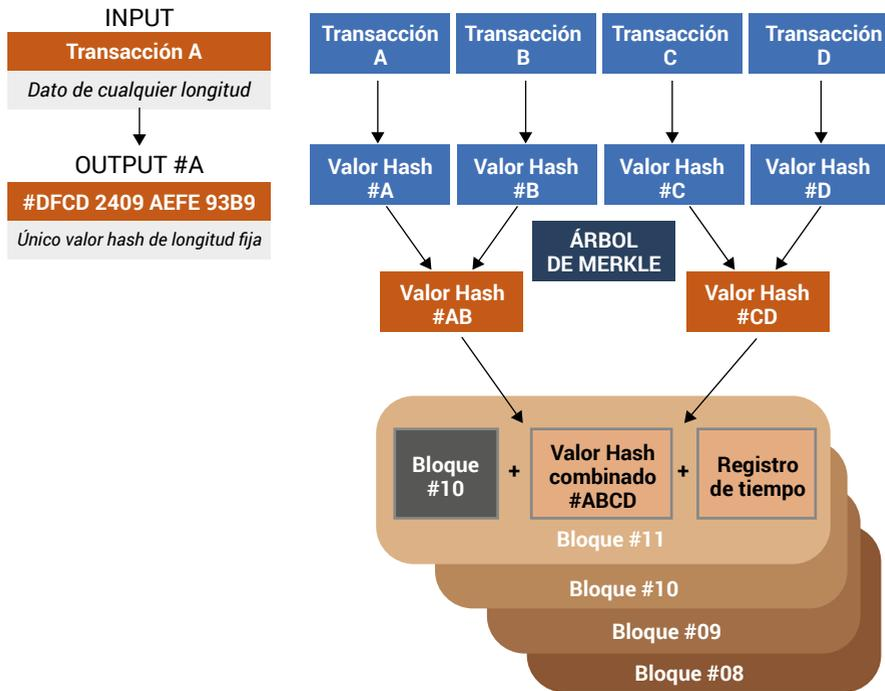 INPUT
Transacción A
Dato de cualquier longitud
OUTPUT #A
#DFCD 2409 AEFE 93B9
Único valor hash de longitud fija
Transacción
A
Transacción
B
Transacción
C
Transacción
D
Valor Hash
#A
Valor Hash
#B
Valor Hash
#C
Valor Hash
#D
ÁRBOL
DE MERKLE
Valor Hash
#AB
Valor Hash
#CD
Bloque
#10
+
Valor Hash
combinado
#ABCD
+
Registro
de tiempo
Bloque #11
Bloque #10
Bloque #09
Bloque #08